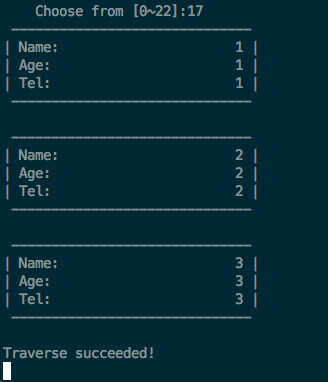 Choose from [0~22]:17
------------------------------
| Name: 1 |
| Age: 1 |
| Tel: 1 |
------------------------------
------------------------------
| Name: 2 |
| Age: 2 |
| Tel: 2 |
------------------------------
------------------------------
| Name: 3 |
| Age: 3 |
| Tel: 3 |
------------------------------
Traverse succeeded!